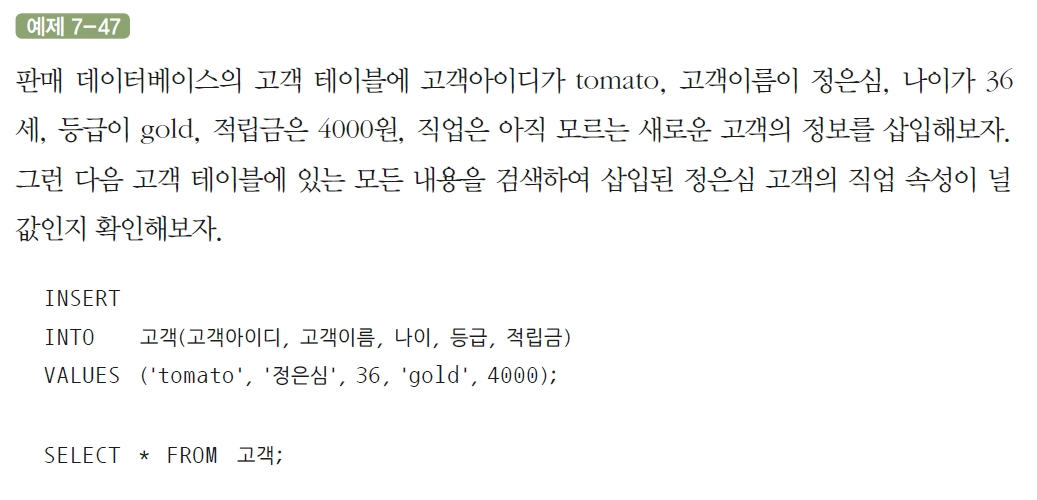 예제 7-47
판매 데이터베이스의 고객 테이블에 고객아이디가 tomato, 고객이름이 정은심, 나이가 36
세, 등급이 gold, 적립금은 4000원, 직업은 아직 모르는 새로운 고객의 정보를 삽입해보자.
그런 다음 고객 테이블에 있는 모든 내용을 검색하여 삽입된 정은심 고객의 직업 속성이 널
값인지 확인해보자.
INSERT
INTO 고객(고객아이디, 고객이름, 나이, 등급, 적립금)
VALUES ('tomato', '정은심', 36, 'gold', 4000);
SELECT * FROM 고객;